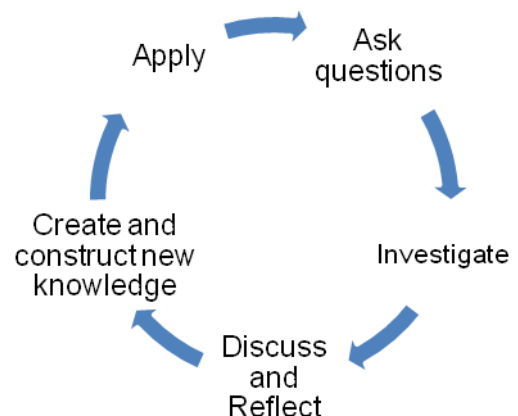 Apply
Ask
questions
Investigate
Discuss
and
Reflect
Create and
construct new
knowledge